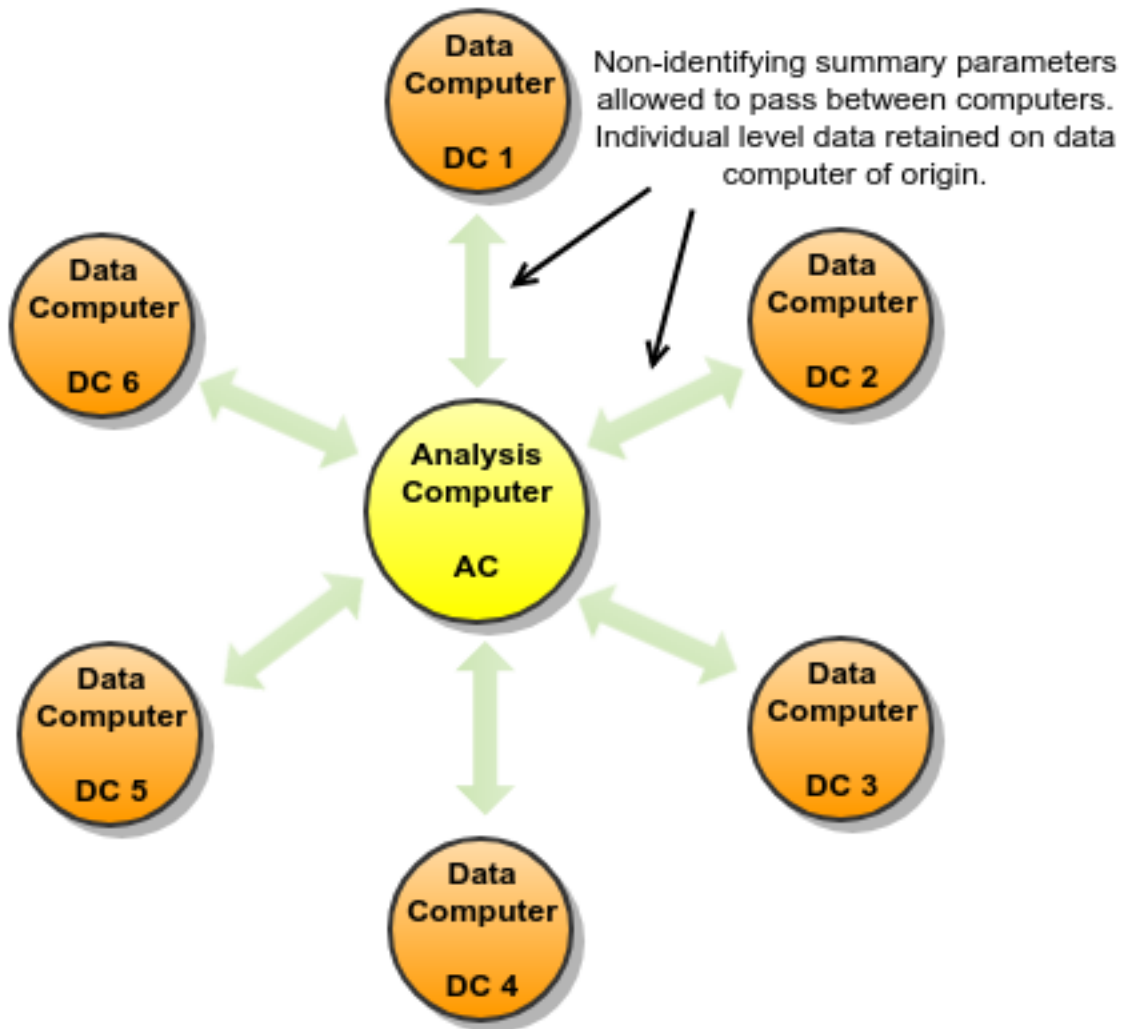 Data
Computer
DC 1
Non-identifying summary parameters
allowed to pass between computers.
Individual level data retained on data
computer of origin.
Data
Computer
DC 6
Data
Computer
DC 2
Analysis
Computer
AC
Data
Computer
DC 5
Data
Computer
DC 3
Data
Computer
DC 4